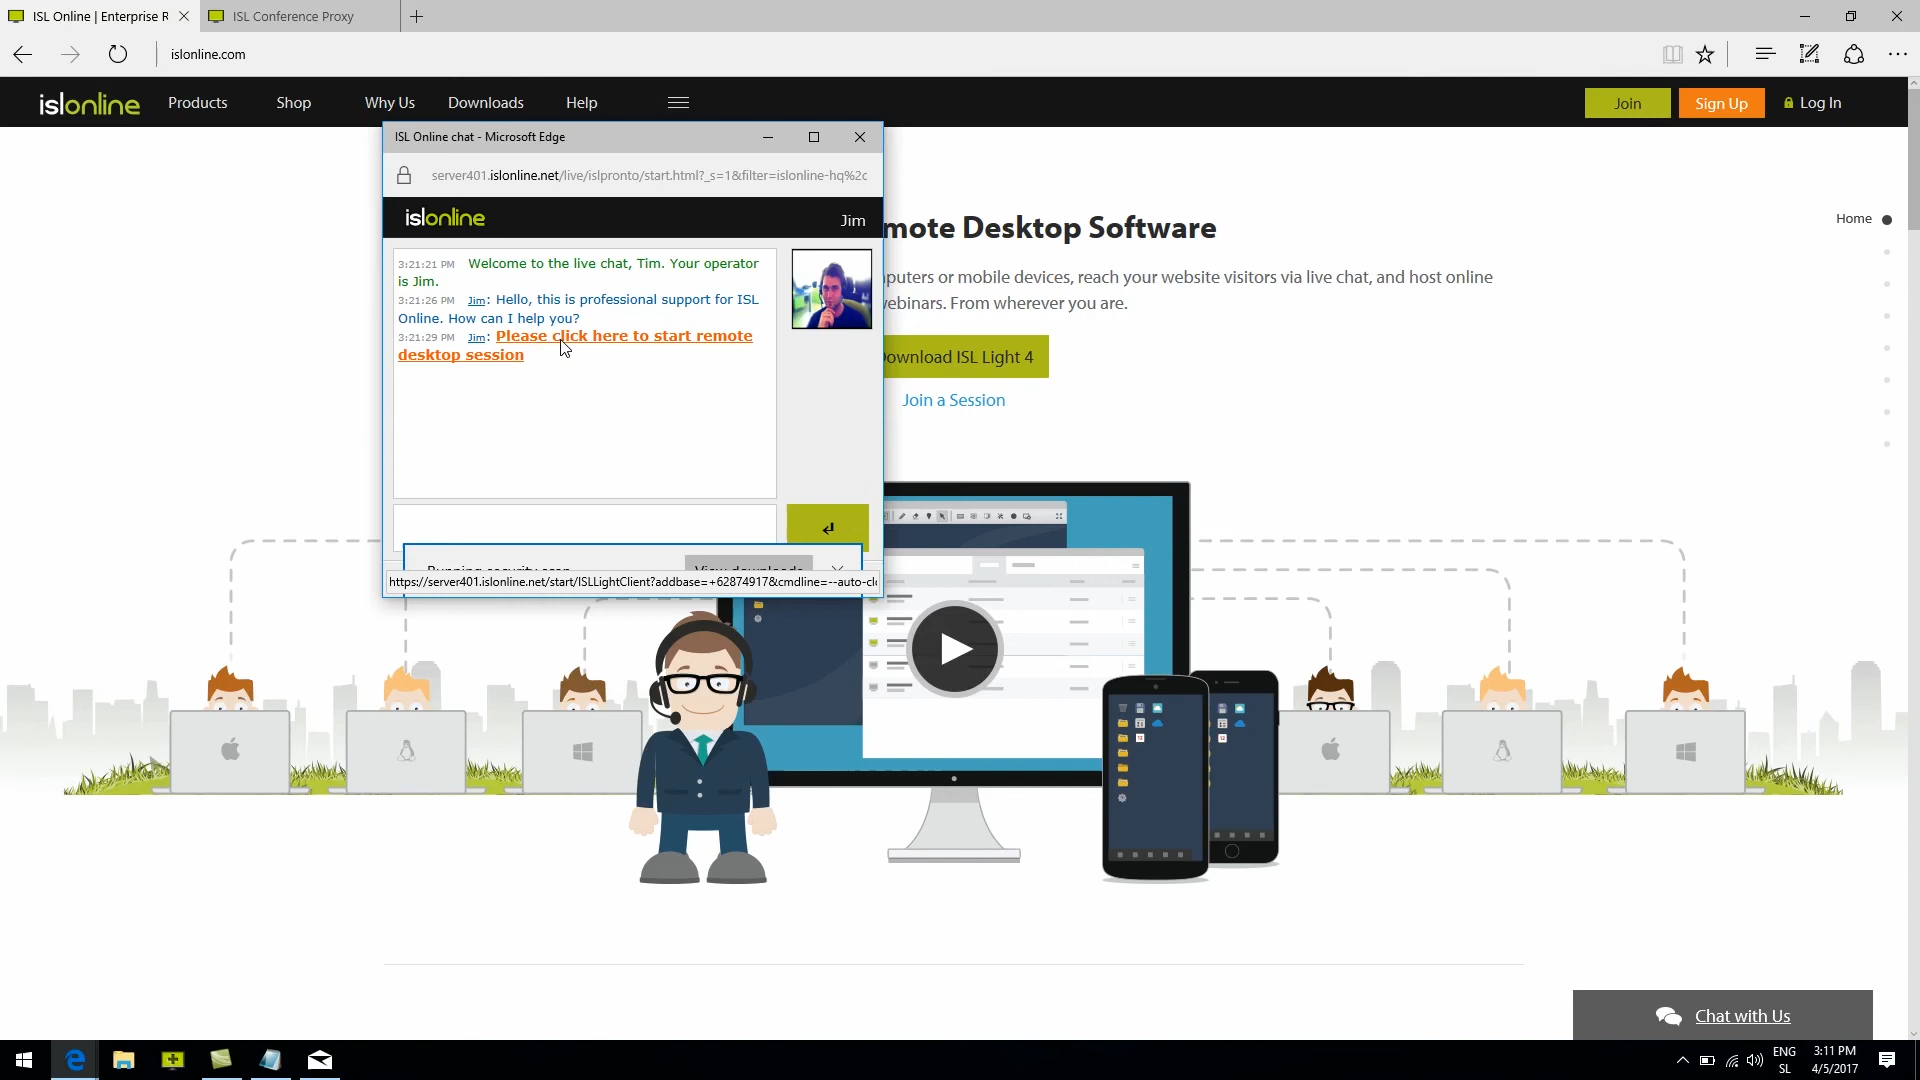 ISL Online | Enterprise R
ISL Conference Proxy
islonline.com
islonline
Products
Shop
Why Us
Downloads
Help
Join
Sign Up
Log In
ISL Online chat - Microsoft Edge
server401.islonline.net/live/islpronto/start.html?_s=1&filter=islonline-hq%2c
islonline
Jim
3:21:21 PM Welcome to the live chat, Tim. Your operator
is Jim.
3:21:26 PM Jim: Hello, this is professional support for ISL
Online. How can I help you?
3:21:29 PM Jim: Please click here to start remote
desktop session
mote Desktop Software
Home
puters or mobile devices, reach your website visitors via live chat, and host online
ebinars. From wherever you are.
ownload ISL Light 4
Join a Session
Running security scan
View downloads
https://server401.islonline.net/start/ISLLightClient?addbase=+62874917&cmdline=--auto-cl
Chat with Us
ENG
SL
3:11 PM
4/5/2017